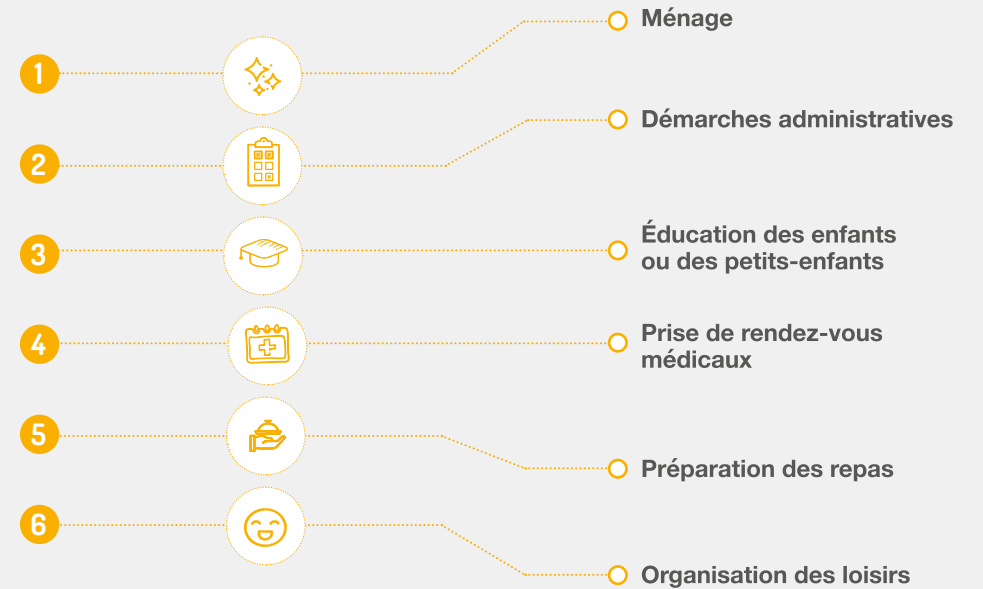 1
Ménage
2
Démarches administratives
3
Éducation des enfants
ou des petits-enfants
4
Prise de rendez-vous
médicaux
5
Préparation des repas
6
Organisation des loisirs